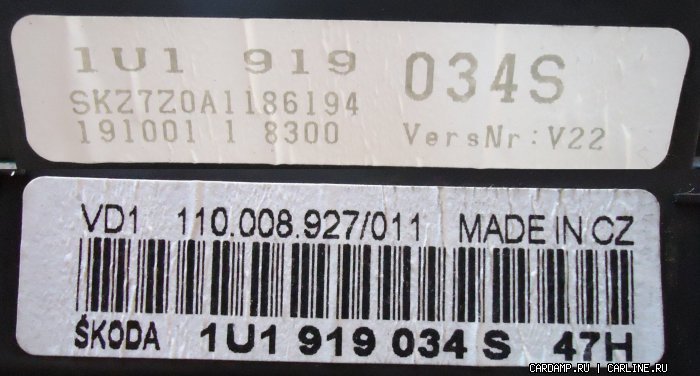 1U1 919 034S
SKZ7Z0A1186194
191001 1 8300 VersNr:V22
VD1 110.008.927/011 MADE IN CZ
ŠKODA 1U1 919 034 S 47H
CARDAMP.RU | CARLINE.RU